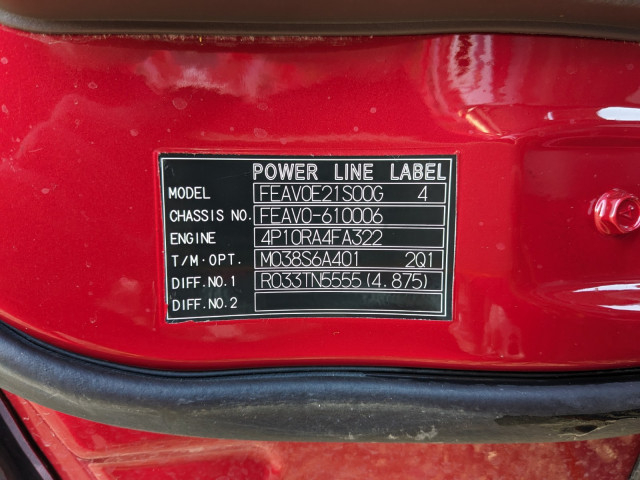 POWER LINE LABEL
MODEL FEAV0E21S00G 4
CHASSIS NO. FEAV0-610006
ENGINE 4P10RA4FA322
T/M·OPT. M038S6A401 2Q1
DIFF.NO.1 R033TN5555(4.875)
DIFF.NO.2